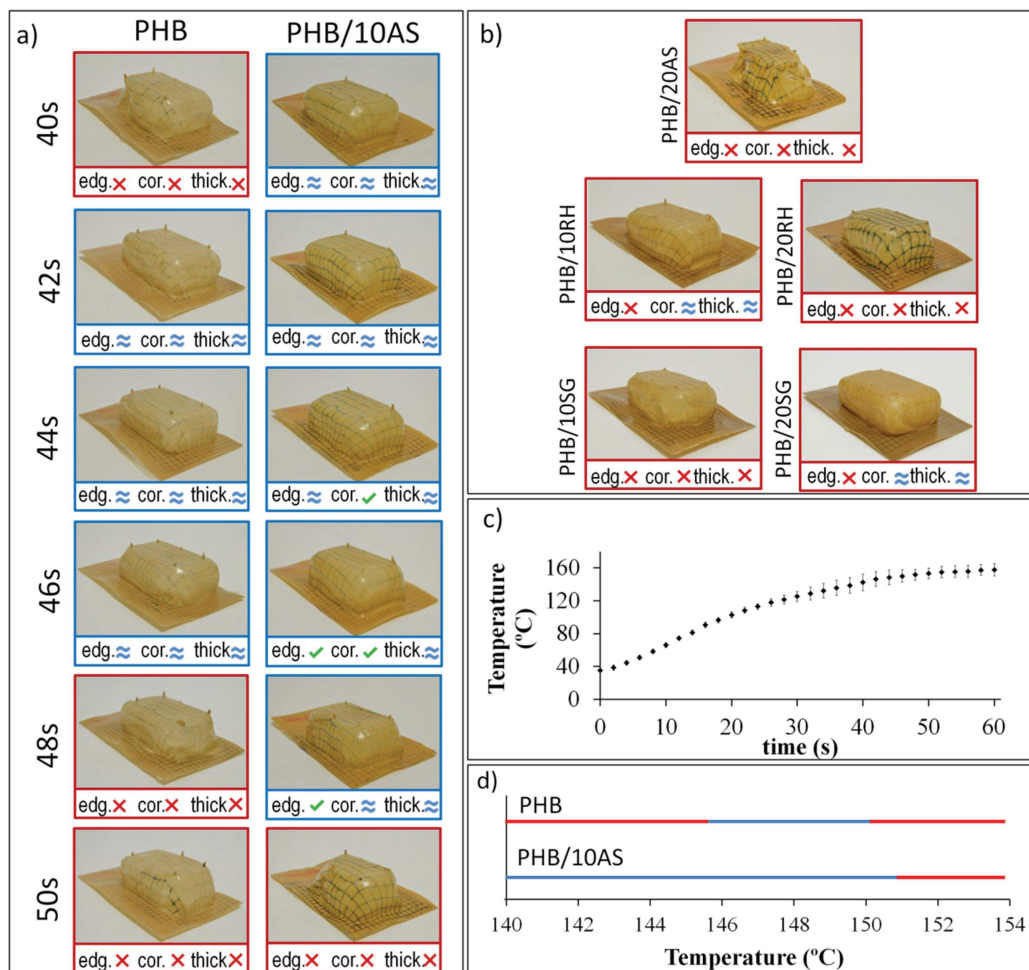 a)
PHB PHB/10AS
40s
edg. cor. thick.
edg. cor. thick.
42s
edg. cor. thick.
edg. cor. thick.
44s
edg. cor. thick.
edg. cor. thick.
46s
edg. cor. thick.
edg. cor. thick.
48s
edg. cor. thick
edg. cor. thick.
50s
edg. cor. thick
edg. cor. thick.
b)
PHB/20AS
edg. cor. thick.
PHB/10RH
edg. cor. thick.
PHB/20RH
edg. cor. thick.
PHB/10SG
edg. cor. thick.
PHB/20SG
edg. cor. thick.
c)
Temperature
(ºC)
160
120
80
40
0
0 10 20 30 40 50 60
time (s)
d)
PHB
PHB/10AS
140 142 144 146 148 150 152 154
Temperature (ºC)